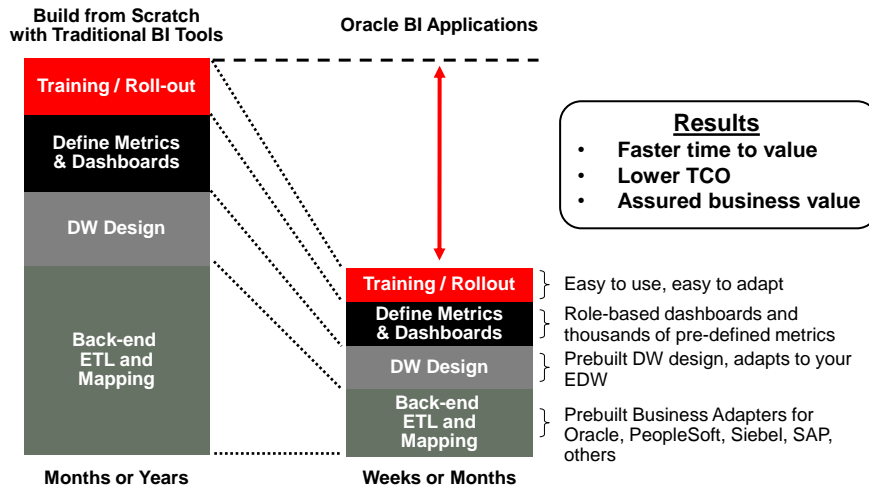 Build from Scratch
with Traditional BI Tools
Oracle BI Applications
Training / Roll-out
Define Metrics
& Dashboards
DW Design
Back-end
ETL and
Mapping
Months or Years
Results
• Faster time to value
• Lower TCO
• Assured business value
Training / Rollout
Easy to use, easy to adapt
Define Metrics
& Dashboards
Role-based dashboards and
thousands of pre-defined metrics
DW Design
Prebuilt DW design, adapts to your
EDW
Back-end
ETL and
Mapping
Prebuilt Business Adapters for
Oracle, PeopleSoft, Siebel, SAP,
others
Weeks or Months